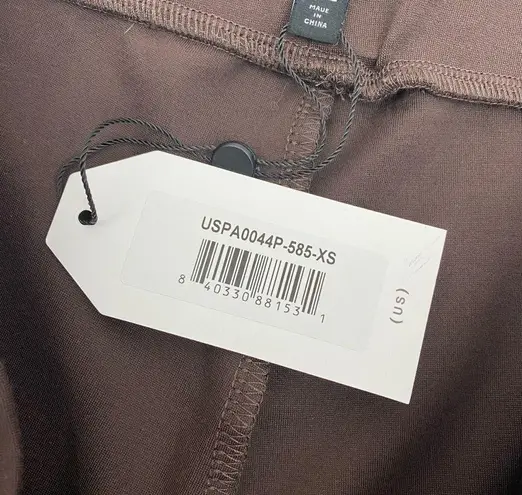 MADE IN
CHINA
USPA0044P-585-XS
8 40330 88153 1
(US)